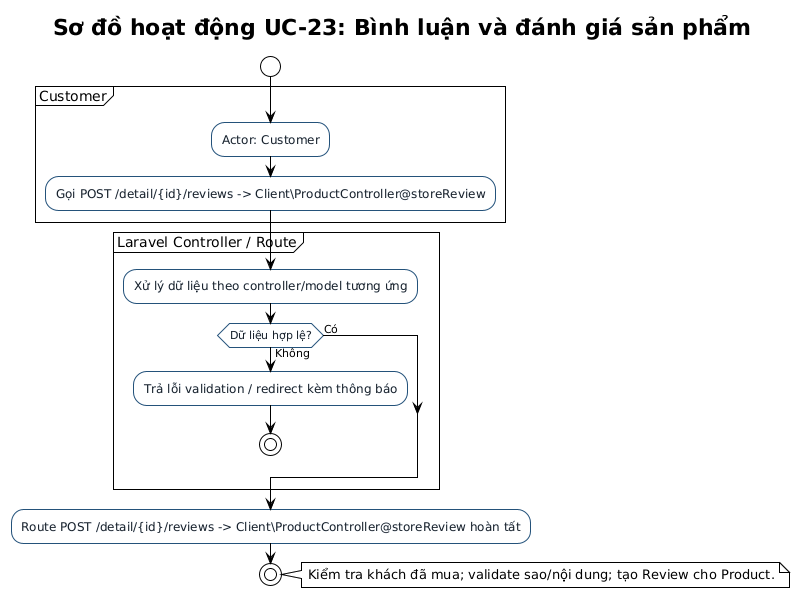 Sơ đồ hoạt động UC-23: Bình luận và đánh giá sản phẩm
Customer
Actor: Customer
Gọi POST /detail/{id}/reviews -> Client\ProductController@storeReview
Laravel Controller / Route
Xử lý dữ liệu theo controller/model tương ứng
Dữ liệu hợp lệ?
Có
Không
Trả lỗi validation / redirect kèm thông báo
Route POST /detail/{id}/reviews -> Client\ProductController@storeReview hoàn tất
Kiểm tra khách đã mua; validate sao/nội dung; tạo Review cho Product.